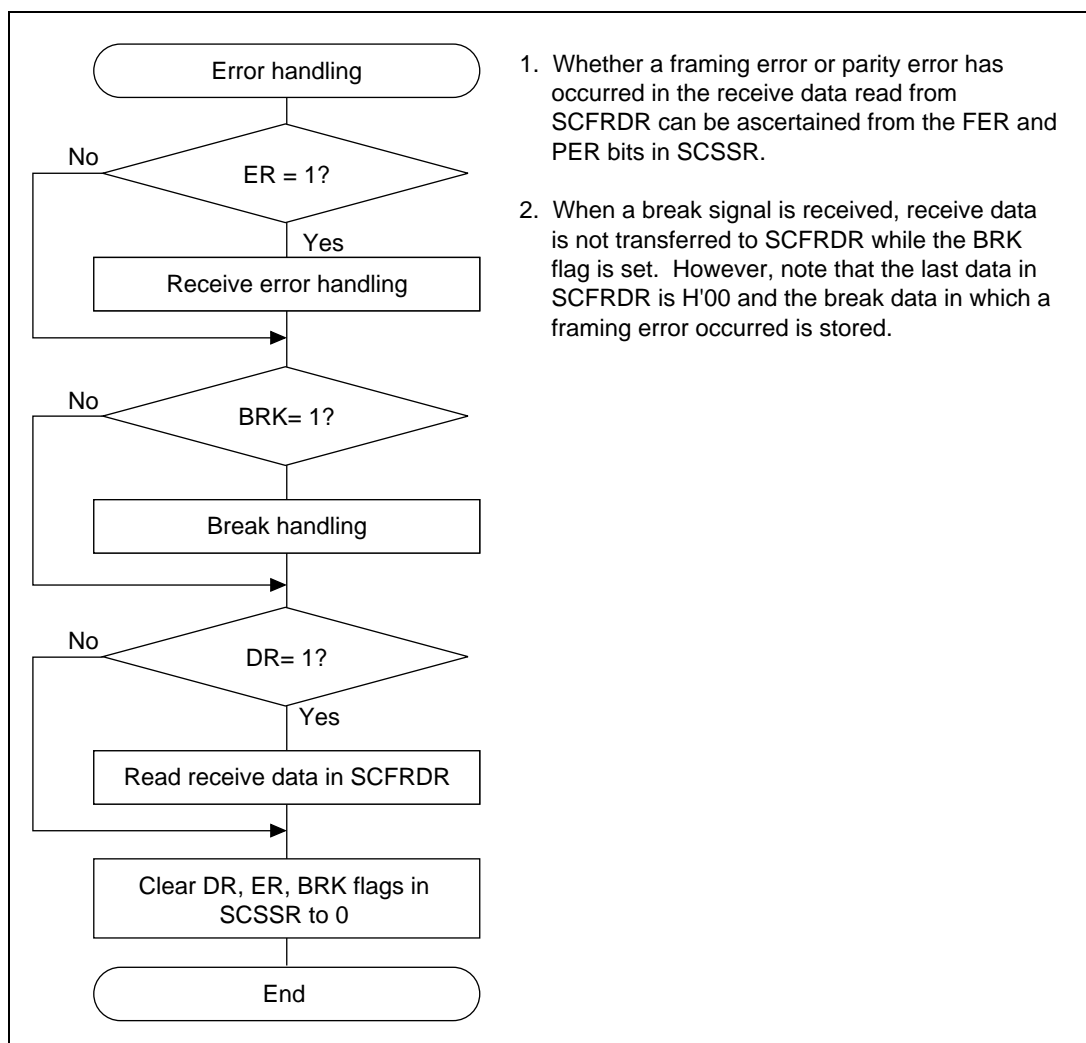 Error handling
No
ER = 1?
Yes
Receive error handling
No
BRK= 1?
Break handling
No
DR= 1?
Yes
Read receive data in SCFRDR
Clear DR, ER, BRK flags in
SCSSR to 0
End
1. Whether a framing error or parity error has
occurred in the receive data read from
SCFRDR can be ascertained from the FER and
PER bits in SCSSR.
2. When a break signal is received, receive data
is not transferred to SCFRDR while the BRK
flag is set. However, note that the last data in
SCFRDR is H'00 and the break data in which a
framing error occurred is stored.